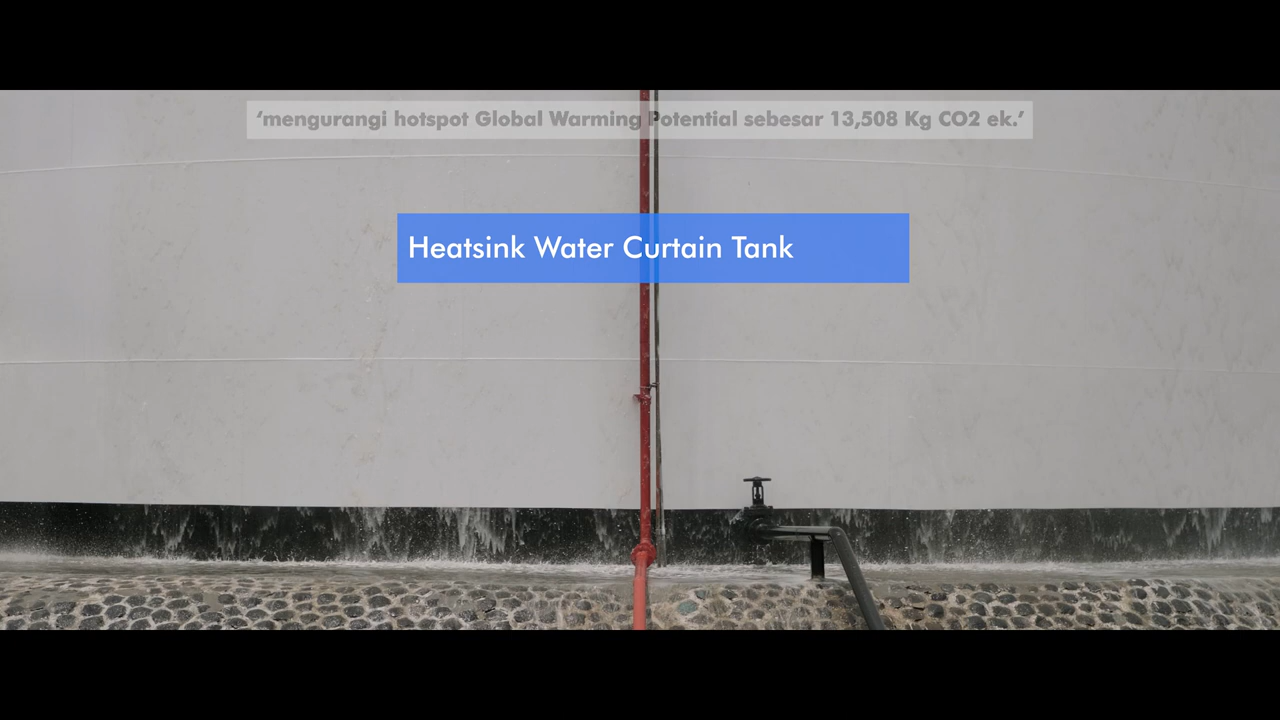 ‘mengurangi hotspot Global Warming Potential sebesar 13,508 Kg CO2 ek.’
Heatsink Water Curtain Tank